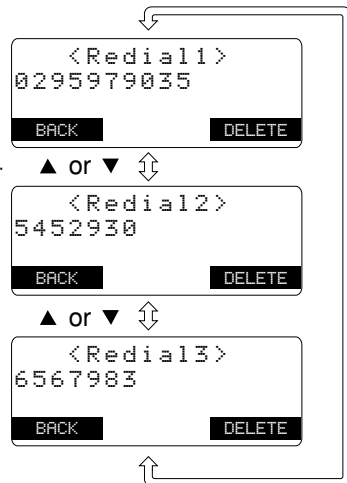 <Redial1>
0295979035
BACK DELETE
▲ or ▼
<Redial2>
5452930
BACK DELETE
▲ or ▼
<Redial3>
6567983
BACK DELETE